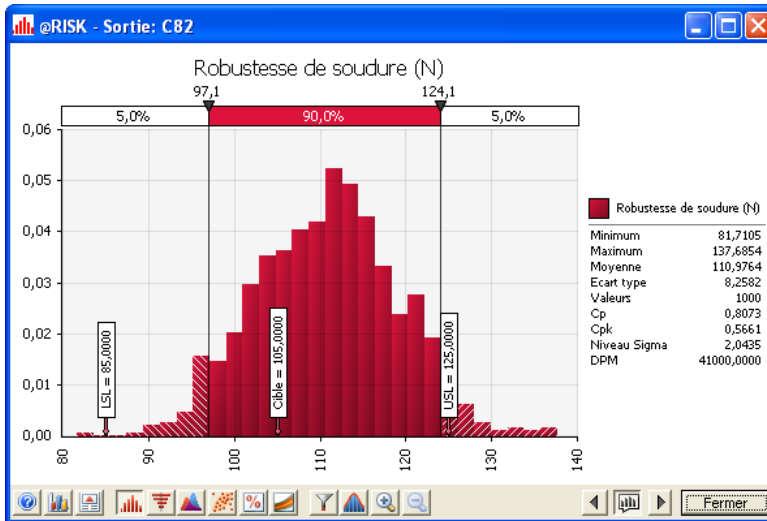 @RISK - Sortie: C82
Robustesse de soudure (N)
97,1 124,1
5,0% 90,0% 5,0%
0,06
0,05
0,04
0,03
0,02
0,01
0,00
LSL = 85,0000
Cible = 105,0000
USL = 125,0000
80 90 100 110 120 130 140
Robustesse de soudure (N)
Minimum 81,7105
Maximum 137,6854
Moyenne 110,9764
Ecart type 8,2582
Valeurs 1000
Cp 0,8073
Cpk 0,5661
Niveau Sigma 2,0435
DPM 41000,0000
Fermer